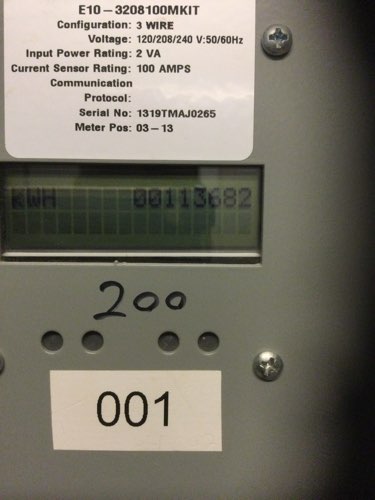 E10-3208100MKIT
Configuration: 3 WIRE
Voltage: 120/208/240 V:50/60Hz
Input Power Rating: 2 VA
Current Sensor Rating: 100 AMPS
Communication
Protocol:
Serial No: 1319TMAJ0265
Meter Pos: 03-13
KWH 00113682
200
001